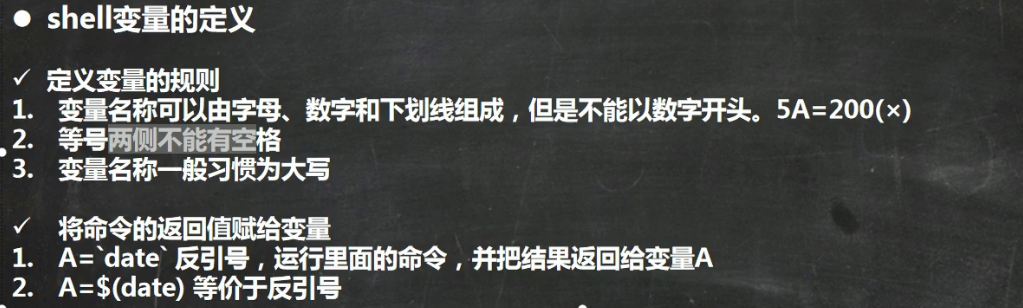 ● shell变量的定义
✓ 定义变量的规则
1. 变量名称可以由字母、数字和下划线组成，但是不能以数字开头。5A=200(×)
2. 等号两侧不能有空格
3. 变量名称一般习惯为大写
✓ 将命令的返回值赋给变量
1. A=`date` 反引号，运行里面的命令，并把结果返回给变量A
2. A=$(date) 等价于反引号